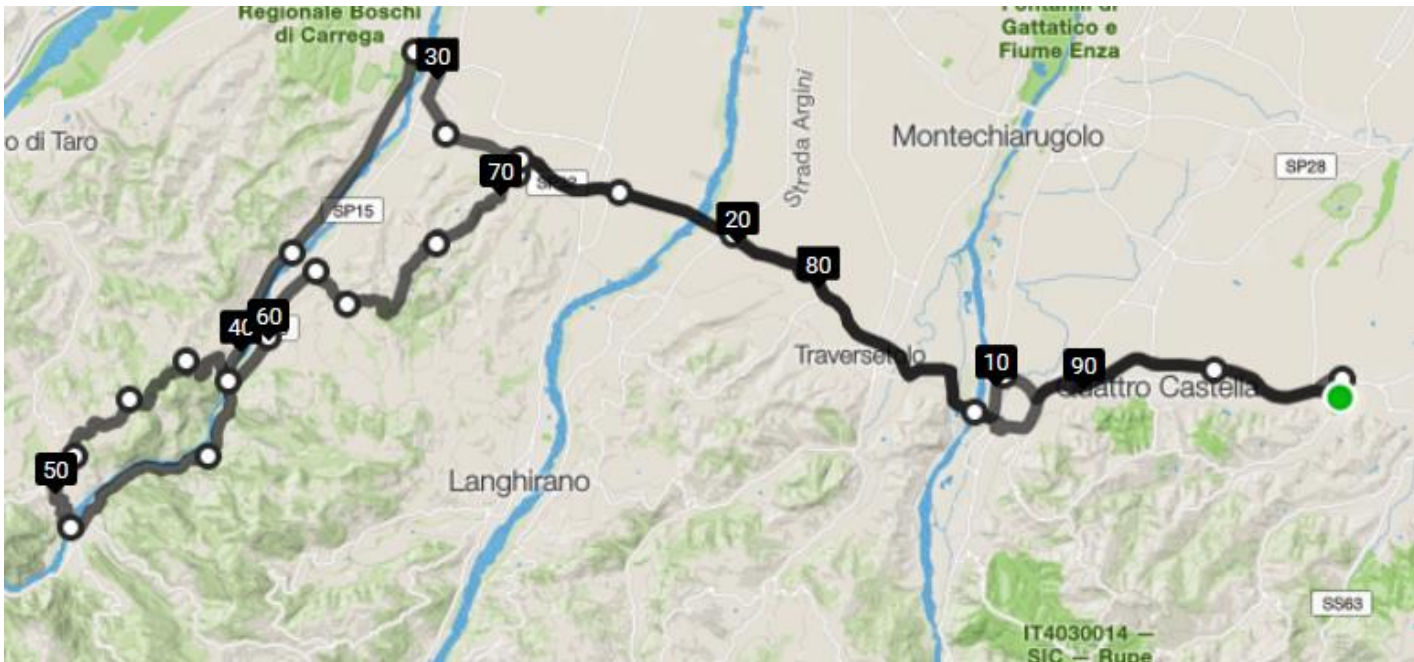 Regionale Boschi
di Carrega
Gattatico e
Fiume Enza
30
o di Taro
Strada Argini
Montechiarugolo
SP28
70
SP15
20
80
40
60
Traversetolo
10
90
Quattro Castella
50
Langhirano
SS63
IT4030014 —
SIC — Rupe